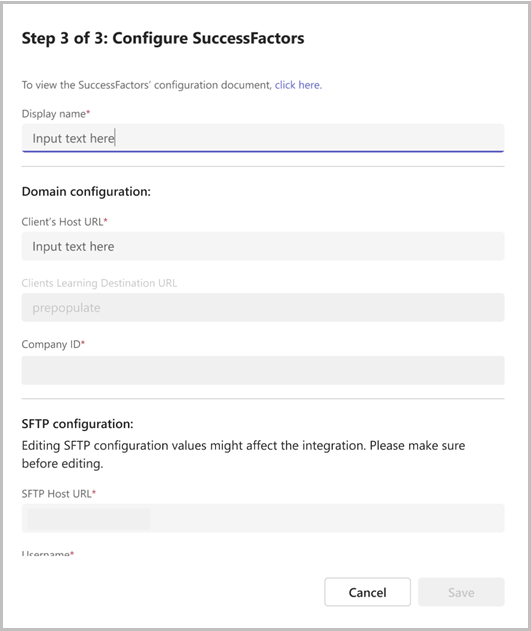 Step 3 of 3: Configure SuccessFactors
To view the SuccessFactors' configuration document, click here.
Display name*
Input text here
Domain configuration:
Client's Host URL*
Input text here
Clients Learning Destination URL
prepopulate
Company ID*
SFTP configuration:
Editing SFTP configuration values might affect the integration. Please make sure
before editing.
SFTP Host URL*
Username*
Cancel
Save